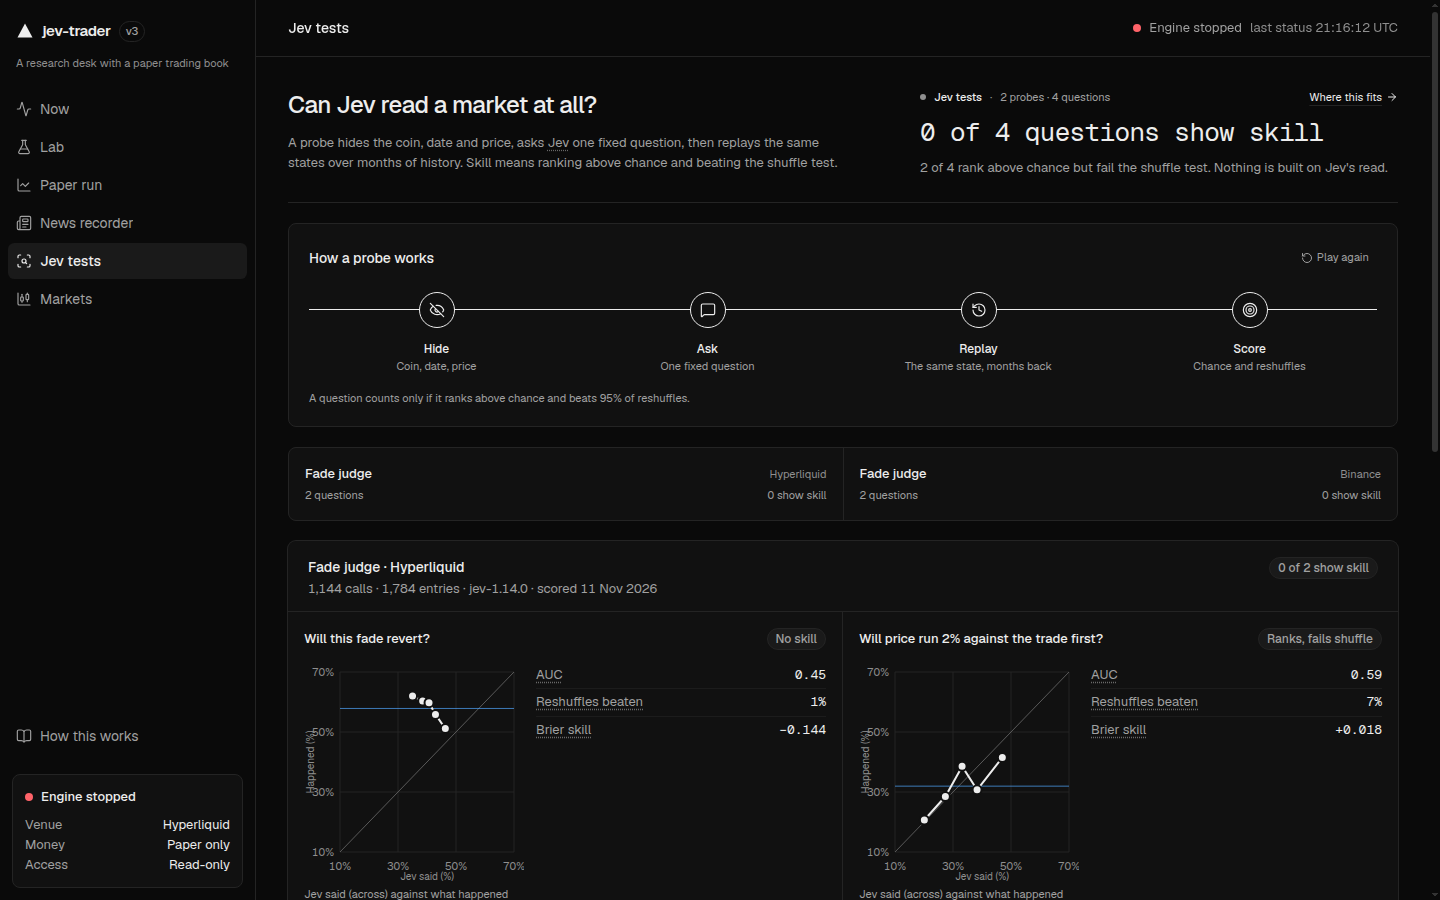 jev-trader v3
A research desk with a paper trading book
Now
Lab
Paper run
News recorder
Jev tests
Markets
How this works
Engine stopped
Venue Hyperliquid
Money Paper only
Access Read-only
Jev tests
Engine stopped last status 21:16:12 UTC
Can Jev read a market at all?
A probe hides the coin, date and price, asks Jev one fixed question, then replays the same
states over months of history. Skill means ranking above chance and beating the shuffle test.
Jev tests · 2 probes · 4 questions
Where this fits →
0 of 4 questions show skill
2 of 4 rank above chance but fail the shuffle test. Nothing is built on Jev's read.
How a probe works
Play again
Hide
Coin, date, price
Ask
One fixed question
Replay
The same state, months back
Score
Chance and reshuffles
A question counts only if it ranks above chance and beats 95% of reshuffles.
Fade judge Hyperliquid
2 questions 0 show skill
Fade judge Binance
2 questions 0 show skill
Fade judge · Hyperliquid
1,144 calls · 1,784 entries · jev-1.14.0 · scored 11 Nov 2026
0 of 2 show skill
Will this fade revert?
No skill
70%
50%
30%
10%
Happened (%)
10% 30% 50% 70%
Jev said (%)
AUC 0.45
Reshuffles beaten 1%
Brier skill −0.144
Jev said (across) against what happened
Will price run 2% against the trade first?
Ranks, fails shuffle
70%
50%
30%
10%
Happened (%)
10% 30% 50% 70%
Jev said (%)
AUC 0.59
Reshuffles beaten 7%
Brier skill +0.018
Jev said (across) against what happened